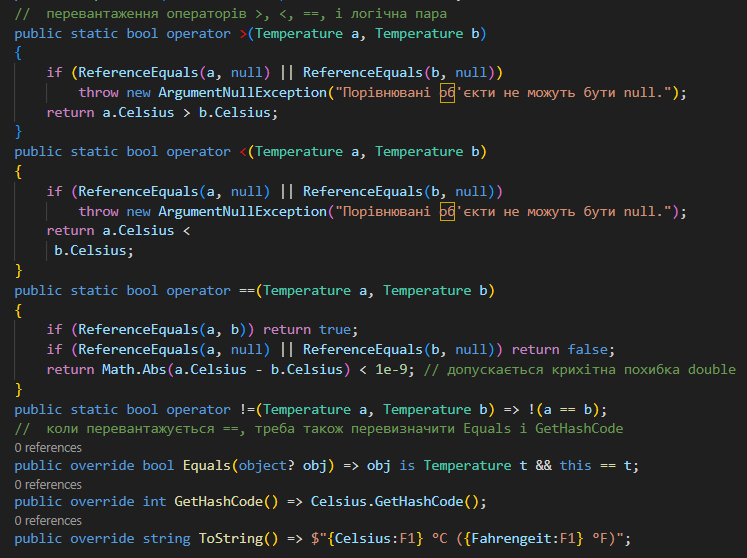 //  перевантаження операторів >, <, ==, і логічна пара
public static bool operator >(Temperature a, Temperature b)
{
    if (ReferenceEquals(a, null) || ReferenceEquals(b, null))
        throw new ArgumentNullException("Порівнювані об'єкти не можуть бути null.");
    return a.Celsius > b.Celsius;
}
public static bool operator <(Temperature a, Temperature b)
{
    if (ReferenceEquals(a, null) || ReferenceEquals(b, null))
        throw new ArgumentNullException("Порівнювані об'єкти не можуть бути null.");
    return a.Celsius <
     b.Celsius;
}
public static bool operator ==(Temperature a, Temperature b)
{
    if (ReferenceEquals(a, b)) return true;
    if (ReferenceEquals(a, null) || ReferenceEquals(b, null)) return false;
    return Math.Abs(a.Celsius - b.Celsius) < 1e-9; // допускається крихітна похибка double
}
public static bool operator !=(Temperature a, Temperature b) => !(a == b);
//  коли перевантажується ==, треба також перевизначити Equals і GetHashCode
0 references
public override bool Equals(object? obj) => obj is Temperature t && this == t;
0 references
public override int GetHashCode() => Celsius.GetHashCode();
0 references
public override string ToString() => $"{Celsius:F1} °C ({Fahrengeit:F1} °F)";